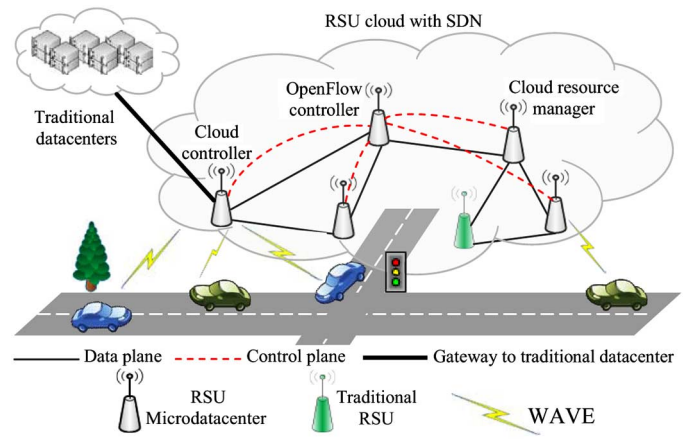 RSU cloud with SDN
OpenFlow
controller
Cloud resource
manager
Traditional
datacenters
Cloud
controller
Data plane
Control plane
Gateway to traditional datacenter
RSU
Microdatacenter
Traditional
RSU
WAVE